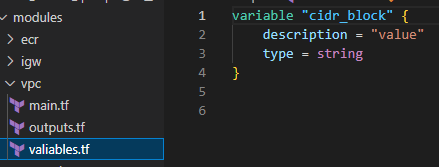 modules
ecr
igw
vpc
main.tf
outputs.tf
valiables.tf
1 variable "cidr_block" {
2 description = "value"
3 type = string
4 }
5
6